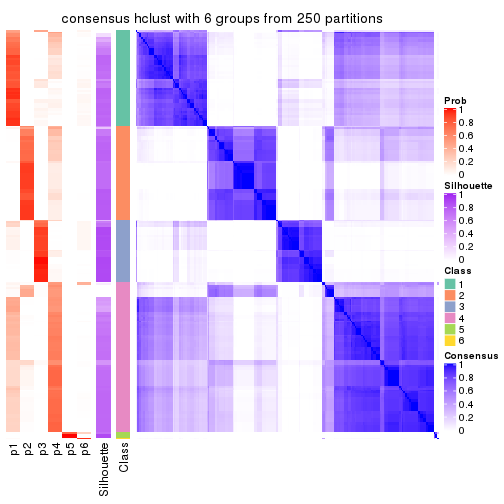 consensus hclust with 6 groups from 250 partitions
Prob
1
0.8
0.6
0.4
0.2
0
Silhouette
1
0.8
0.6
0.4
0.2
0
Class
1
2
3
4
5
6
Consensus
1
0.8
0.6
0.4
0.2
0
p1
p2
p3
p4
p5
p6
Silhouette
Class